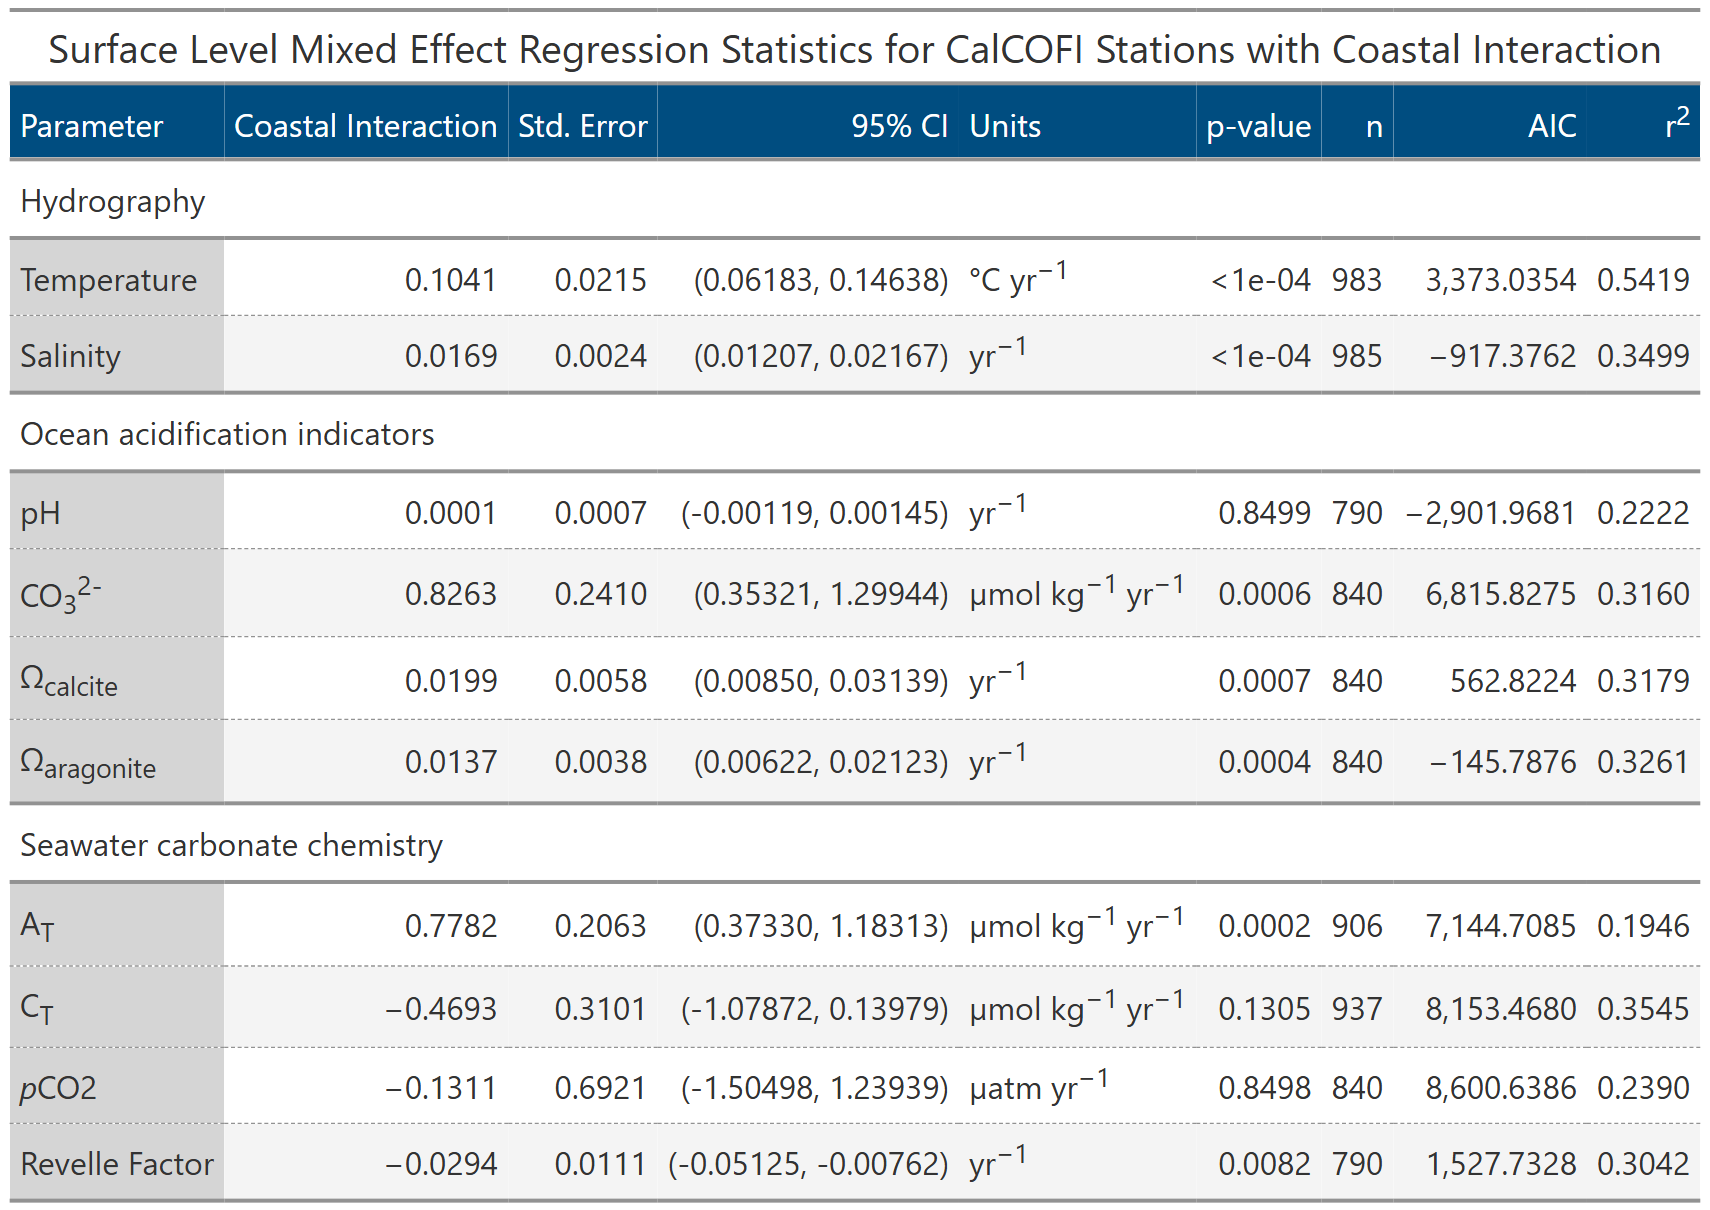 Surface Level Mixed Effect Regression Statistics for CalCOFI Stations with Coastal Interaction
Parameter Coastal Interaction Std. Error 95% CI Units p-value n AIC r²
Hydrography
Temperature 0.1041 0.0215 (0.06183, 0.14638) °C yr⁻¹ <1e-04 983 3,373.0354 0.5419
Salinity 0.0169 0.0024 (0.01207, 0.02167) yr⁻¹ <1e-04 985 −917.3762 0.3499
Ocean acidification indicators
pH 0.0001 0.0007 (-0.00119, 0.00145) yr⁻¹ 0.8499 790 −2,901.9681 0.2222
CO₃²⁻ 0.8263 0.2410 (0.35321, 1.29944) µmol kg⁻¹ yr⁻¹ 0.0006 840 6,815.8275 0.3160
Ωcalcite 0.0199 0.0058 (0.00850, 0.03139) yr⁻¹ 0.0007 840 562.8224 0.3179
Ωaragonite 0.0137 0.0038 (0.00622, 0.02123) yr⁻¹ 0.0004 840 −145.7876 0.3261
Seawater carbonate chemistry
A_T 0.7782 0.2063 (0.37330, 1.18313) µmol kg⁻¹ yr⁻¹ 0.0002 906 7,144.7085 0.1946
C_T −0.4693 0.3101 (-1.07872, 0.13979) µmol kg⁻¹ yr⁻¹ 0.1305 937 8,153.4680 0.3545
pCO2 −0.1311 0.6921 (-1.50498, 1.23939) µatm yr⁻¹ 0.8498 840 8,600.6386 0.2390
Revelle Factor −0.0294 0.0111 (-0.05125, -0.00762) yr⁻¹ 0.0082 790 1,527.7328 0.3042